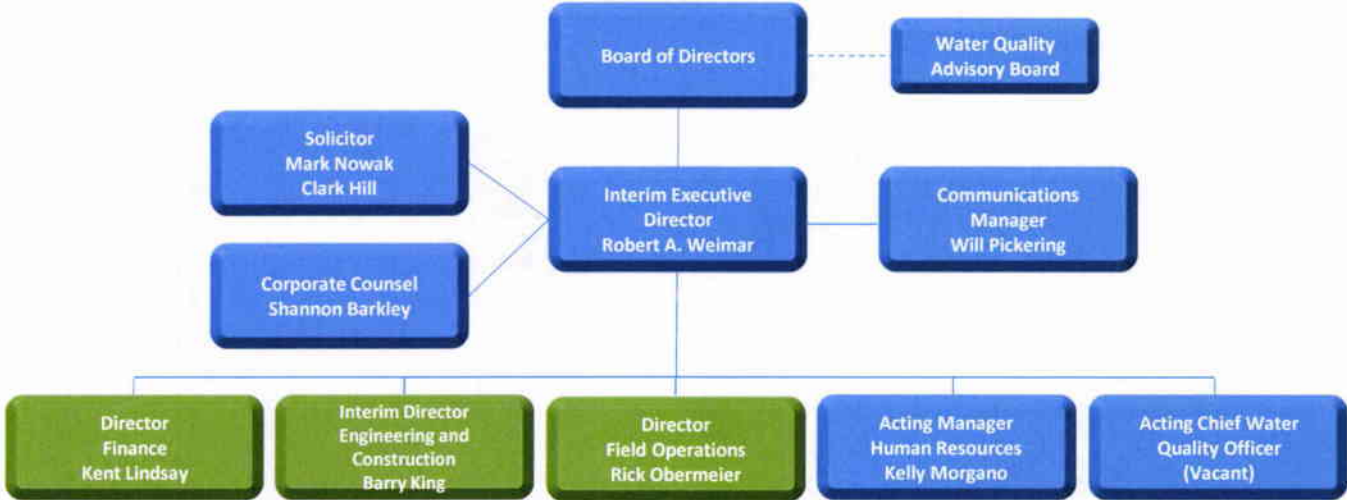 Board of Directors
Water Quality
Advisory Board
Solicitor
Mark Nowak
Clark Hill
Interim Executive
Director
Robert A. Weimar
Communications
Manager
Will Pickering
Corporate Counsel
Shannon Barkley
Director
Finance
Kent Lindsay
Interim Director
Engineering and
Construction
Barry King
Director
Field Operations
Rick Obermeier
Acting Manager
Human Resources
Kelly Morgano
Acting Chief Water
Quality Officer
(Vacant)